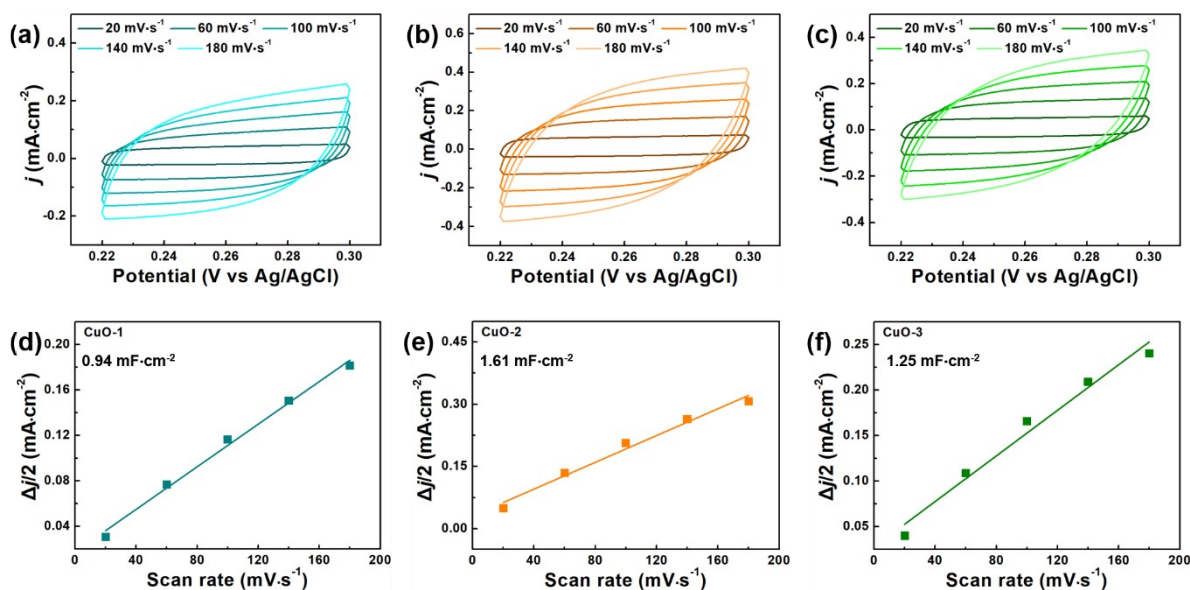 (a)
20 mV·s⁻¹ 60 mV·s⁻¹ 100 mV·s⁻¹
140 mV·s⁻¹ 180 mV·s⁻¹
j (mA·cm⁻²)
0.4
0.2
0.0
-0.2
0.22 0.24 0.26 0.28 0.30
Potential (V vs Ag/AgCl)
(b)
20 mV·s⁻¹ 60 mV·s⁻¹ 100 mV·s⁻¹
140 mV·s⁻¹ 180 mV·s⁻¹
j (mA·cm⁻²)
0.6
0.4
0.2
0.0
-0.2
-0.4
0.22 0.24 0.26 0.28 0.30
Potential (V vs Ag/AgCl)
(c)
20 mV·s⁻¹ 60 mV·s⁻¹ 100 mV·s⁻¹
140 mV·s⁻¹ 180 mV·s⁻¹
j (mA·cm⁻²)
0.4
0.2
0.0
-0.2
-0.4
0.22 0.24 0.26 0.28 0.30
Potential (V vs Ag/AgCl)
(d)
CuO-1
0.94 mF·cm⁻²
Δj/2 (mA·cm⁻²)
0.20
0.16
0.12
0.08
0.04
0 40 80 120 160 200
Scan rate (mV·s⁻¹)
(e)
CuO-2
1.61 mF·cm⁻²
Δj/2 (mA·cm⁻²)
0.45
0.30
0.15
0.00
0 40 80 120 160 200
Scan rate (mV·s⁻¹)
(f)
CuO-3
1.25 mF·cm⁻²
Δj/2 (mA·cm⁻²)
0.25
0.20
0.15
0.10
0.05
0 40 80 120 160 200
Scan rate (mV·s⁻¹)